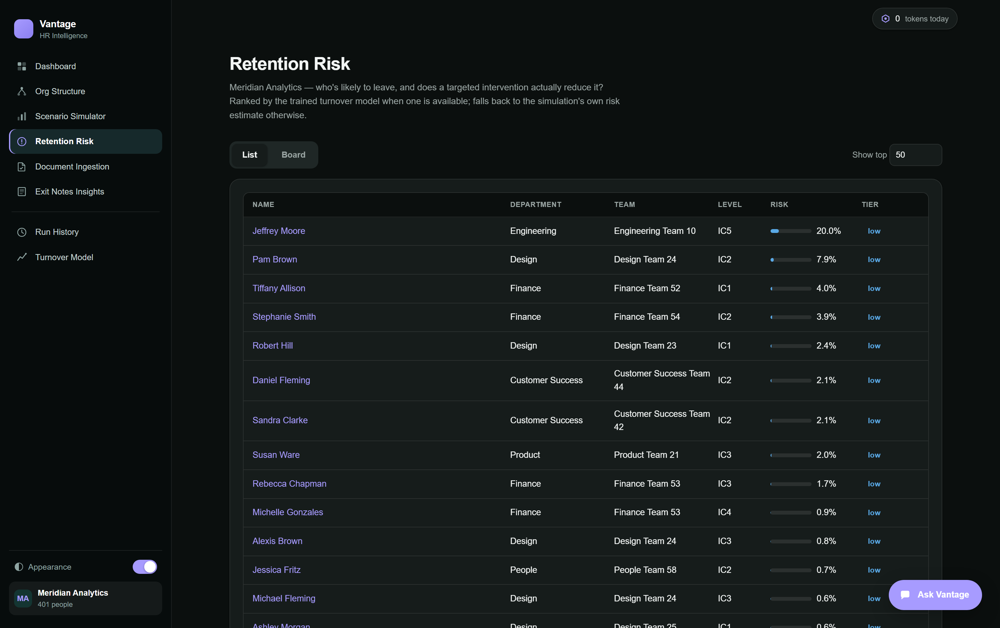 Vantage
HR Intelligence
Dashboard
Org Structure
Scenario Simulator
Retention Risk
Document Ingestion
Exit Notes Insights
Run History
Turnover Model
Appearance
MA
Meridian Analytics
401 people
0 tokens today
Retention Risk
Meridian Analytics — who's likely to leave, and does a targeted intervention actually reduce it?
Ranked by the trained turnover model when one is available; falls back to the simulation's own risk
estimate otherwise.
List Board
Show top 50
NAME DEPARTMENT TEAM LEVEL RISK TIER
Jeffrey Moore Engineering Engineering Team 10 IC5 20.0% low
Pam Brown Design Design Team 24 IC2 7.9% low
Tiffany Allison Finance Finance Team 52 IC1 4.0% low
Stephanie Smith Finance Finance Team 54 IC2 3.9% low
Robert Hill Design Design Team 23 IC1 2.4% low
Daniel Fleming Customer Success Customer Success Team 44 IC2 2.1% low
Sandra Clarke Customer Success Customer Success Team 42 IC2 2.1% low
Susan Ware Product Product Team 21 IC3 2.0% low
Rebecca Chapman Finance Finance Team 53 IC3 1.7% low
Michelle Gonzales Finance Finance Team 53 IC4 0.9% low
Alexis Brown Design Design Team 24 IC3 0.8% low
Jessica Fritz People People Team 58 IC2 0.7% low
Michael Fleming Design Design Team 24 IC3 0.6% low
Ashley Morgan Design Design Team 25 IC1 0.6% low
Ask Vantage